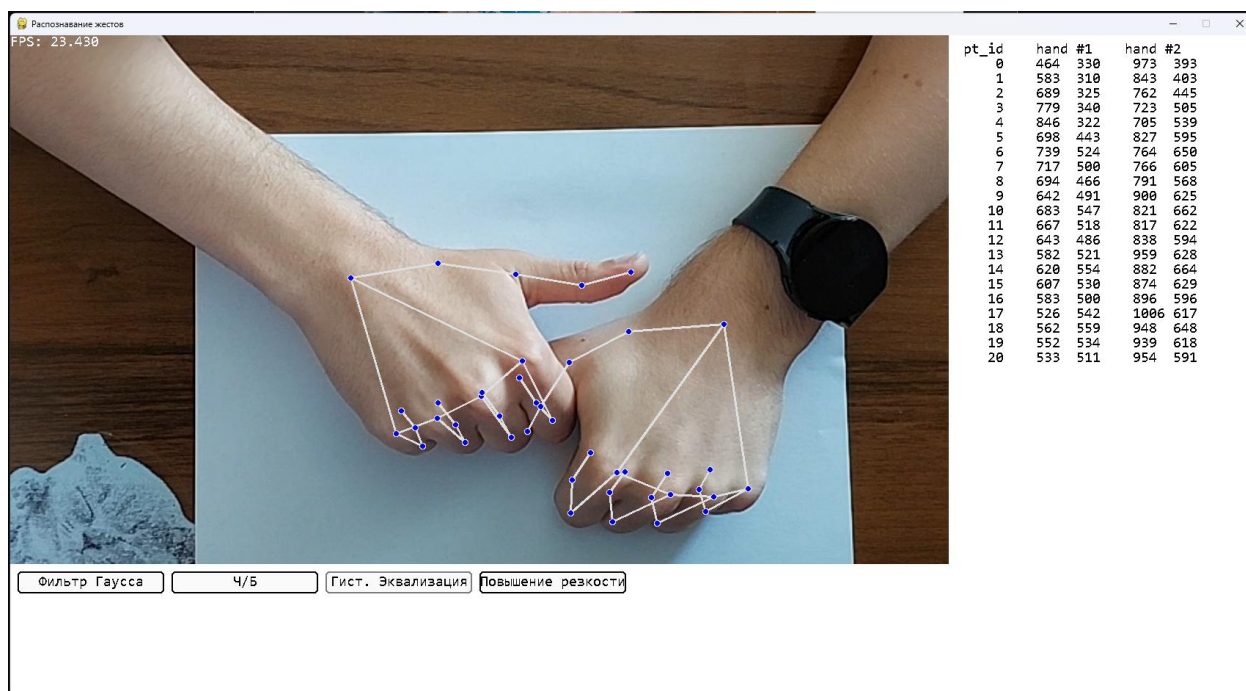 Распознавание жестов
FPS: 23.430
pt_id hand #1 hand #2
0 464 330 973 393
1 583 310 843 403
2 689 325 762 445
3 779 340 723 505
4 846 322 705 539
5 698 443 827 595
6 739 524 764 650
7 717 500 766 605
8 694 466 791 568
9 642 491 900 625
10 683 547 821 662
11 667 518 817 622
12 643 486 838 594
13 582 521 959 628
14 620 554 882 664
15 607 530 874 629
16 583 500 896 596
17 526 542 1006 617
18 562 559 948 648
19 552 534 939 618
20 533 511 954 591
Фильтр Гаусса Ч/Б Гист. Эквализация Повышение резкости